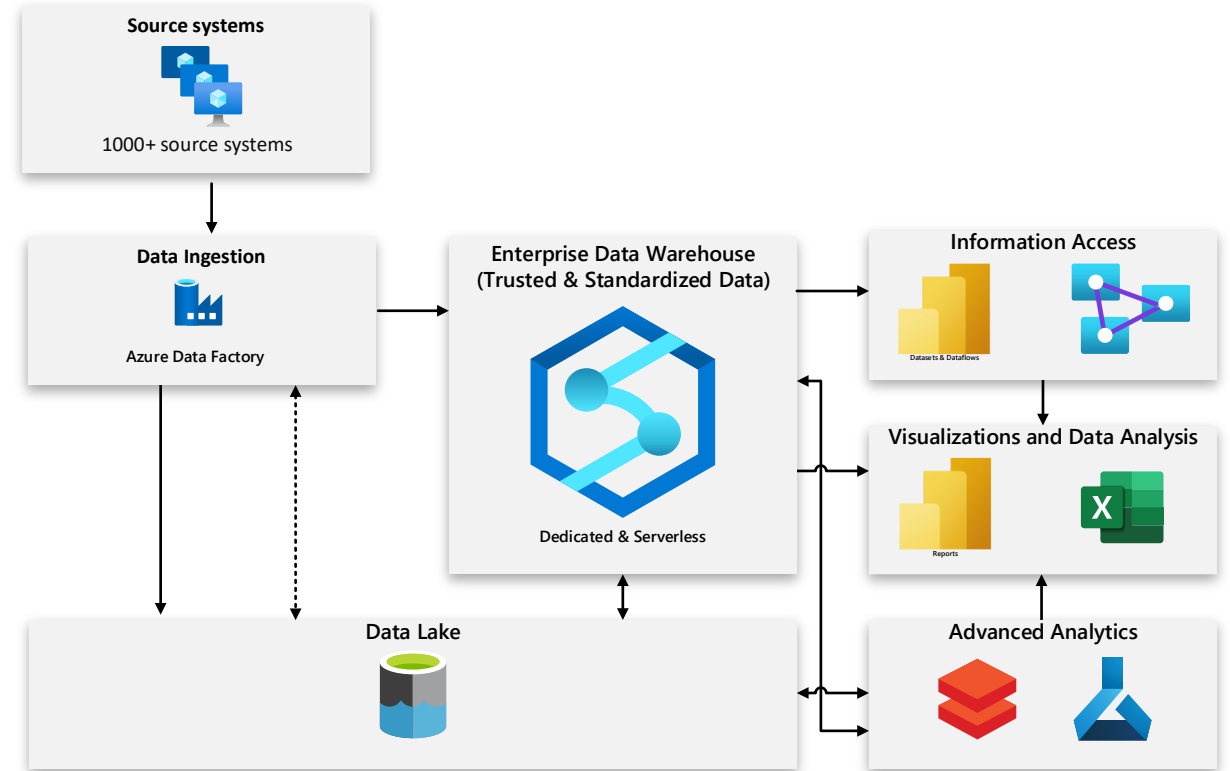 Source systems
1000+ source systems
Data Ingestion
Azure Data Factory
Enterprise Data Warehouse
(Trusted & Standardized Data)
Dedicated & Serverless
Information Access
Datasets & Dataflows
Visualizations and Data Analysis
Reports
X
Data Lake
Advanced Analytics